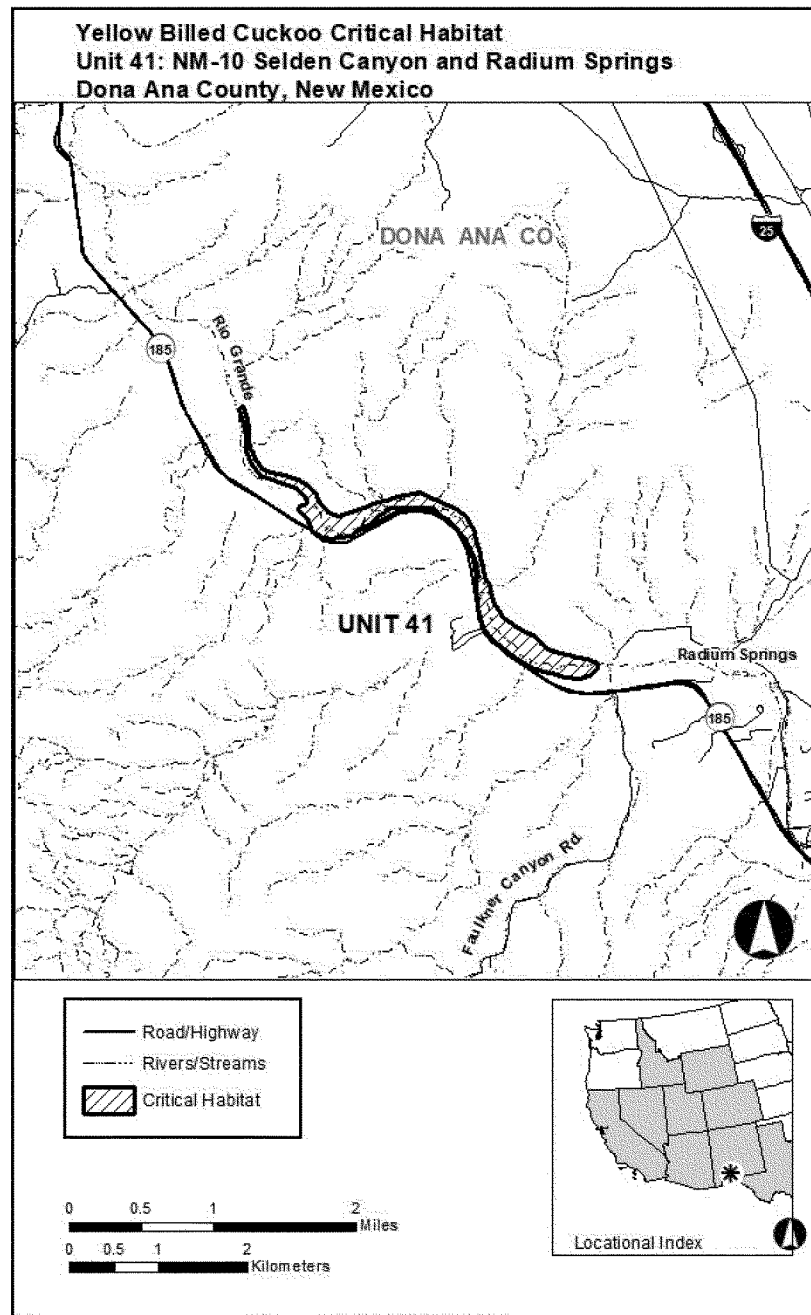 Yellow Billed Cuckoo Critical Habitat
Unit 41: NM-10 Selden Canyon and Radium Springs
Dona Ana County, New Mexico
DONA ANA CO
25
185
Rio Grande
UNIT 41
Radium Springs
185
Faulkner Canyon Rd.
Road/Highway
Rivers/Streams
Critical Habitat
0 0.5 1 2
Miles
0 0.5 1 2
Kilometers
Locational Index